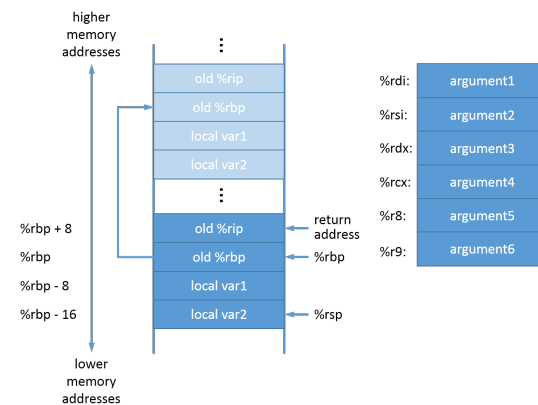 higher
memory
addresses
⋮
old %rip
old %rbp
local var1
local var2
⋮
%rbp + 8
old %rip
return
address
%rbp
old %rbp
%rbp
%rbp - 8
local var1
%rbp - 16
local var2
%rsp
lower
memory
addresses
%rdi:
argument1
%rsi:
argument2
%rdx:
argument3
%rcx:
argument4
%r8:
argument5
%r9:
argument6